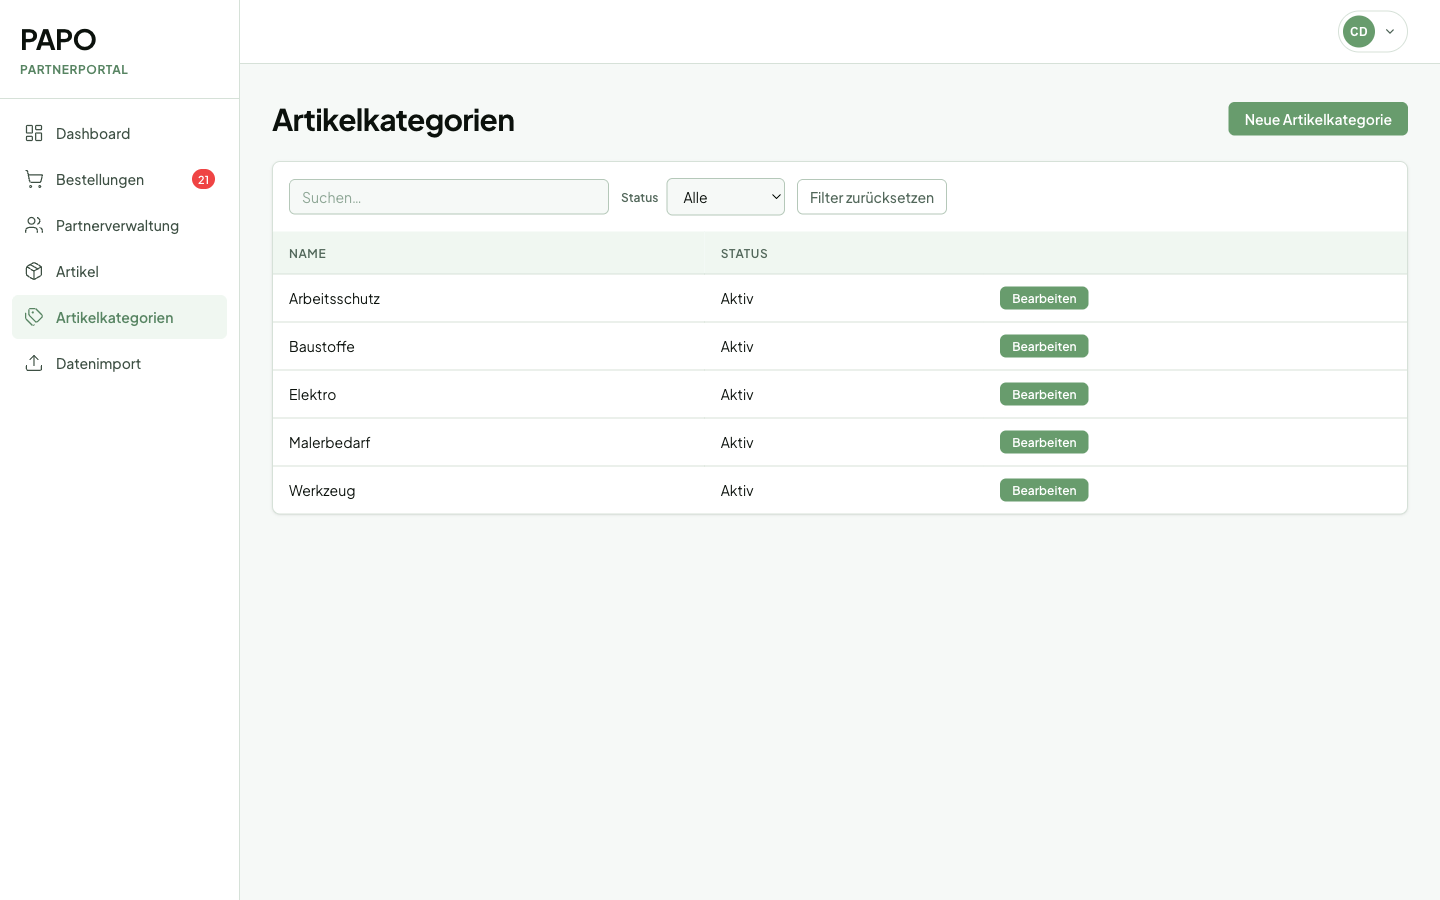 PAPO
PARTNERPORTAL
CD
Dashboard
Bestellungen 21
Partnerverwaltung
Artikel
Artikelkategorien
Datenimport
Artikelkategorien
Neue Artikelkategorie
Suchen...
Status Alle Filter zurücksetzen
NAME STATUS
Arbeitsschutz Aktiv Bearbeiten
Baustoffe Aktiv Bearbeiten
Elektro Aktiv Bearbeiten
Malerbedarf Aktiv Bearbeiten
Werkzeug Aktiv Bearbeiten